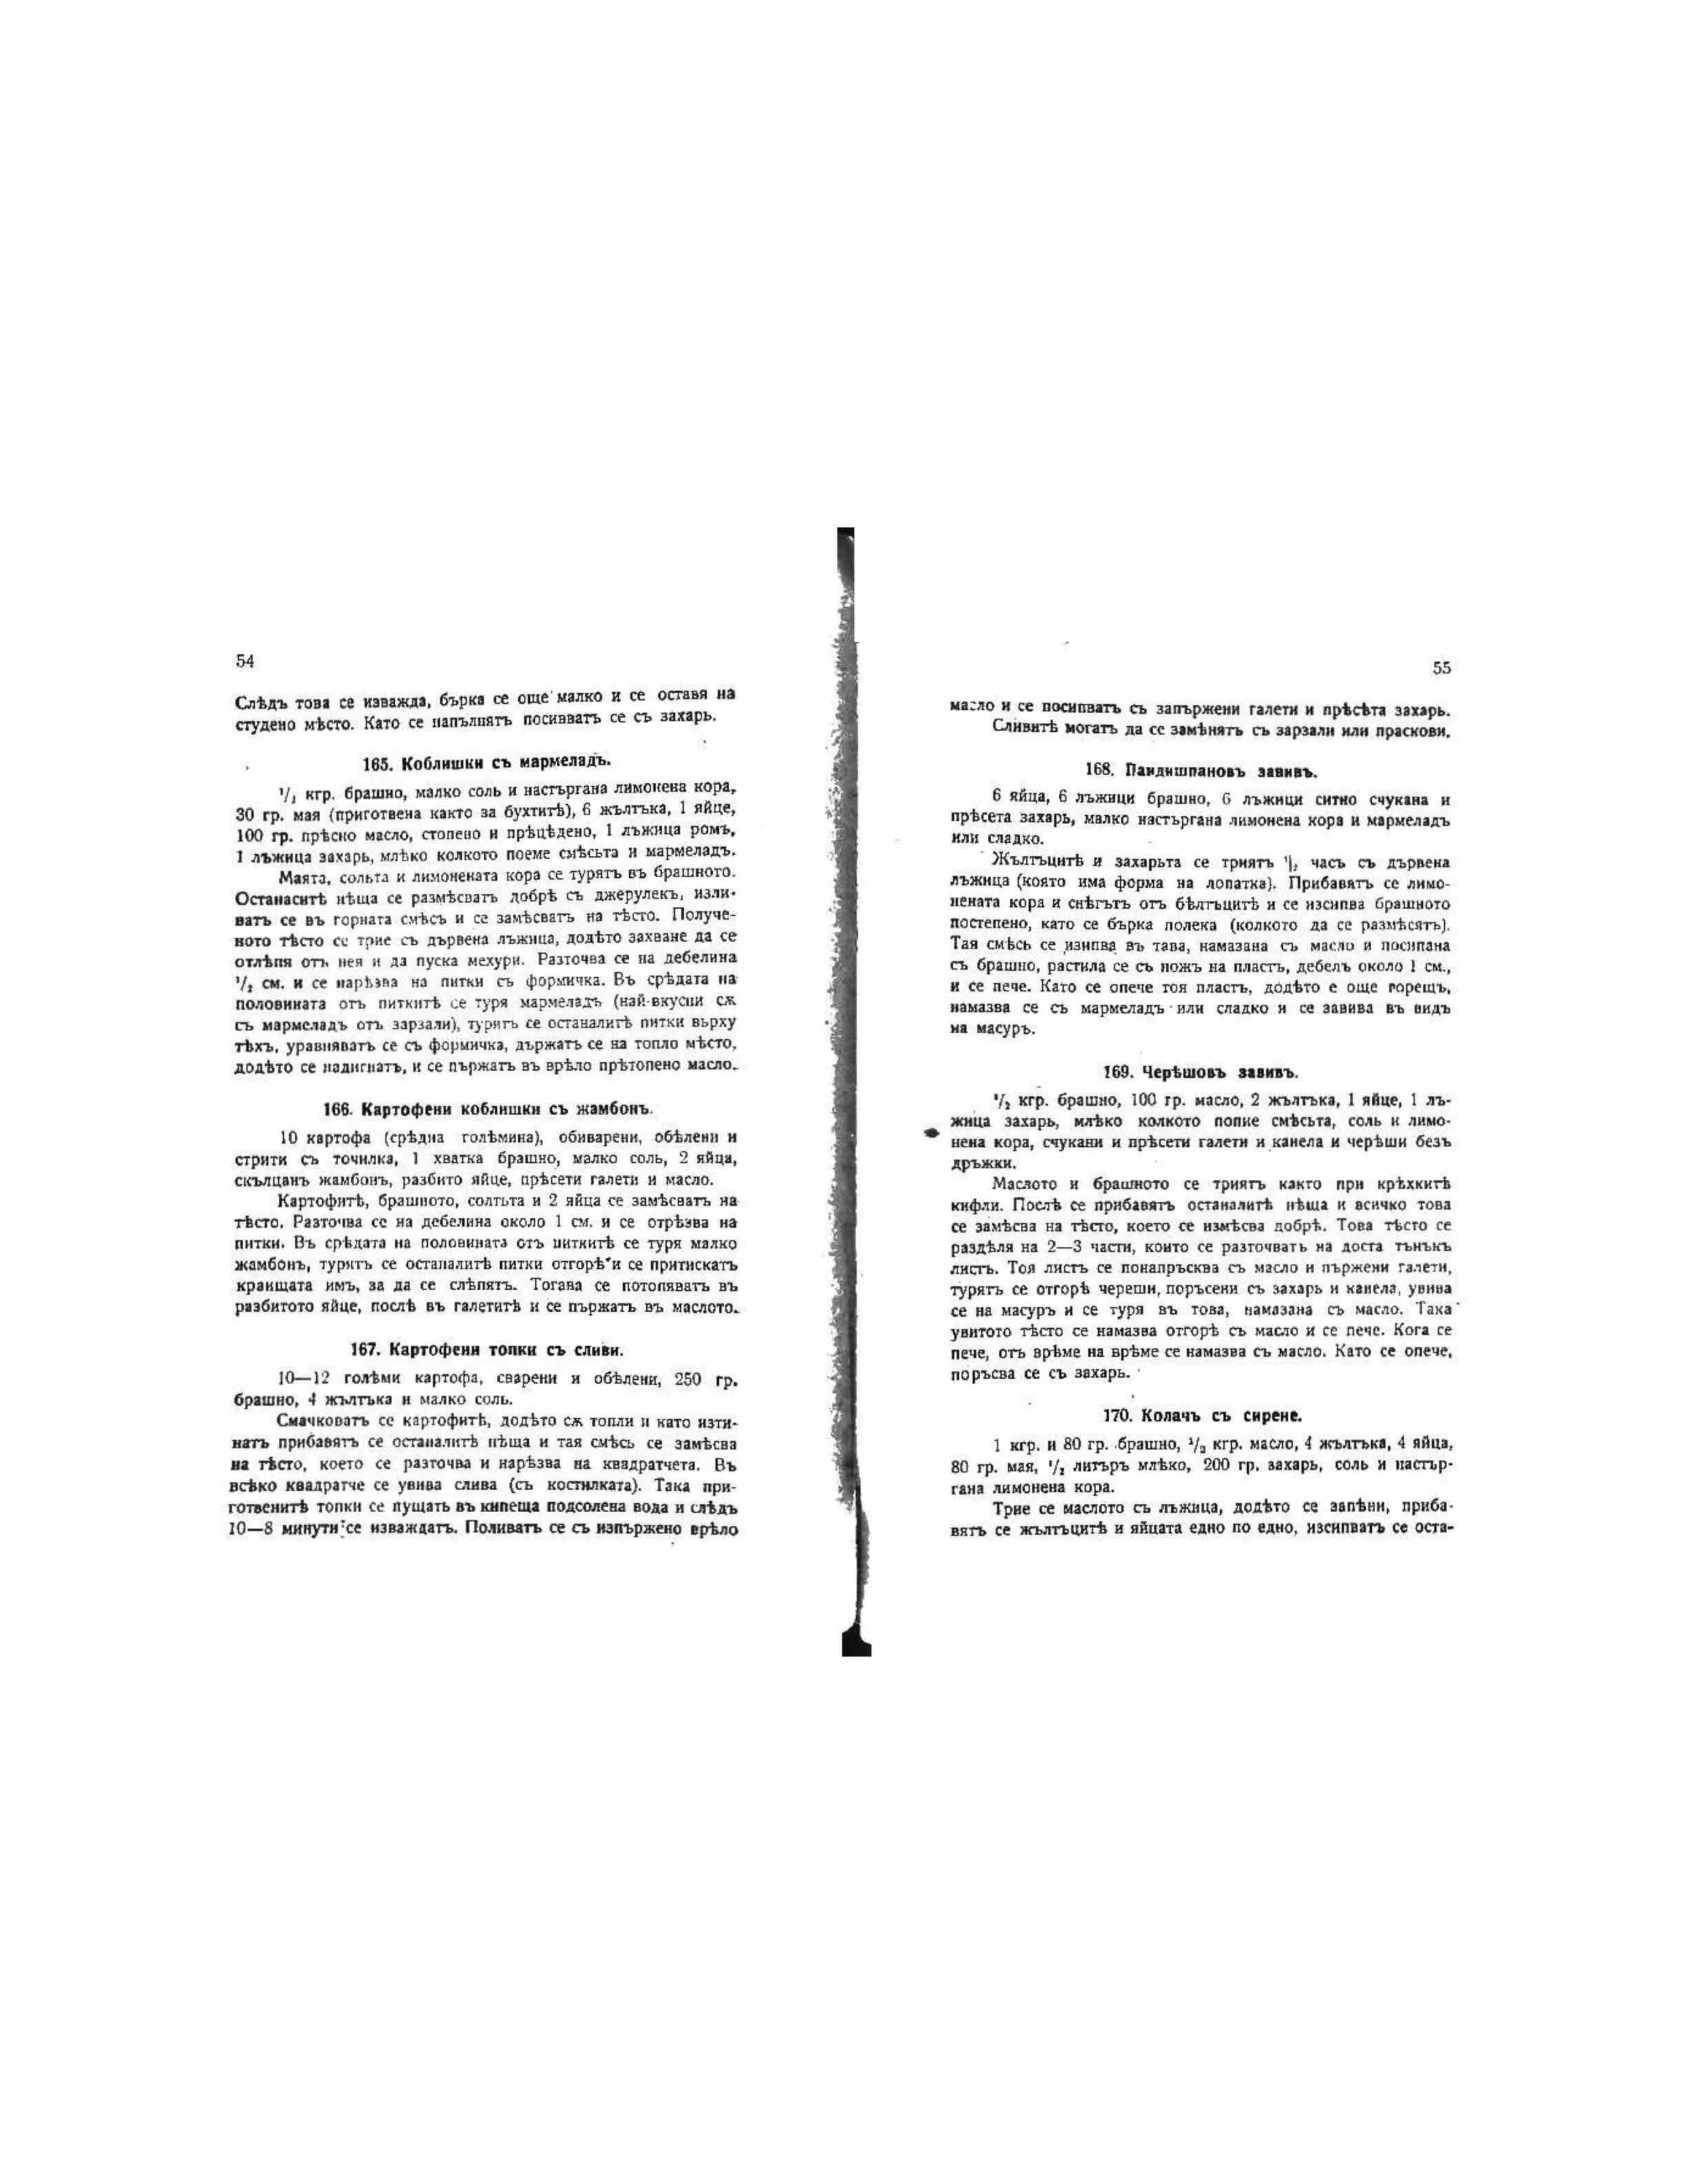 54
Слѣдъ това се изважда, бърка се още малко и се оставя на
студено мѣсто. Като се напълнятъ посипватъ се съ захарь.
165. Коблишки съ мармеладъ.
кгр. брашно, малко соль и настъргана лимонена кора,
30 гр. мая (приготвена както за бухтитѣ), 6 жълтъка, 1 яйце,
100 гр. прѣсно масло, стопено и прѣцѣдено, 1 лъжица ромъ,
1 лъжица захарь, млѣко колкото поеме смѣсьта и мармеладъ.
Маята, сольта и лимонената кора се турятъ въ брашното.
Останаситѣ нѣща се размѣсватъ добрѣ съ джерулекъ, изли-
ватъ се въ горната смѣсъ и се замѣсватъ на тѣсто. Получе-
ното тѣсто се трие съ дървена лъжица, додѣто захване да се
отлѣпя отъ нея и да пуска мехури. Разточва се на дебелина
¹/₂ см. и се нарѣзва на питки съ формичка. Въ срѣдата на
половината отъ питкитѣ се туря мармеладъ (най-вкусни сѫ
съ мармеладъ отъ зарзали), турятъ се останалитѣ питки върху
тѣхъ, уравняватъ се съ формичка, държатъ се на топло мѣсто,
додѣто се надигнатъ, и се пържатъ въ врѣло прѣтопено масло.
166. Картофени коблишки съ жамбонъ.
10 картофа (срѣдна голѣмина), обиварени, обѣлени и
стрити съ точилка, 1 хватка брашно, малко соль, 2 яйца,
скълцанъ жамбонъ, разбито яйце, прѣсети галети и масло.
Картофитѣ, брашното, солтьта и 2 яйца се замѣсватъ на
тѣсто. Разточва се на дебелина около 1 см. и се отрѣзва на
питки. Въ срѣдата на половината отъ питкитѣ се туря малко
жамбонъ, турятъ се останалитѣ питки отгорѣ и се притискатъ
краищата имъ, за да се слѣпятъ. Тогава се потопяватъ въ
разбитото яйце, послѣ въ галетитѣ и се пържатъ въ маслото.
167. Картофени топки съ сливи.
10—12 голѣми картофа, сварени и обѣлени, 250 гр.
брашно, 4 жълтъка и малко соль.
Смачковатъ се картофитѣ, додѣто сѫ топли и като изти-
натъ прибавятъ се останалитѣ нѣща и тая смѣсь се замѣсва
на тѣсто, което се разточва и нарѣзва на квадратчета. Въ
всѣко квадратче се увива слива (съ костилката). Така при-
готвенитѣ топки се пущатъ въ кипеща подсолена вода и слѣдъ
10—8 минути се изваждатъ. Поливатъ се съ изпържено врѣло
55
масло и се посипватъ съ запържени галети и прѣсѣта захарь.
Сливитѣ могатъ да се замѣнятъ съ зарзали или праскови.
168. Пандишпановъ завивъ.
6 яйца, 6 лъжици брашно, 6 лъжици ситно счукана и
прѣсета захарь, малко настъргана лимонена кора и мармеладъ
или сладко.
Жълтъцитѣ и захарьта се триятъ ¹/₂ часъ съ дървена
лъжица (която има форма на лопатка). Прибавятъ се лимо-
нената кора и снѣгътъ отъ бѣлтъцитѣ и се изсипва брашното
постепено, като се бърка полека (колкото да се размѣсятъ).
Тая смѣсь се изипва въ тава, намазана съ масло и посипана
съ брашно, растила се съ ножъ на пластъ, дебелъ около 1 см.,
и се пече. Като се опече тоя пластъ, додѣто е още горещъ,
намазва се съ мармеладъ или сладко и се завива въ видъ
на масуръ.
169. Черѣшовъ завивъ.
¹/₂ кгр. брашно, 100 гр. масло, 2 жълтъка, 1 яйце, 1 лъ-
жица захарь, млѣко колкото попие смѣсьта, соль и лимо-
нена кора, счукани и прѣсети галети и канела и черѣши безъ
дръжки.
Маслото и брашното се триятъ както при крѣхкитѣ
кифли. Послѣ се прибавятъ останалитѣ нѣща и всичко това
се замѣсва на тѣсто, което се измѣсва добрѣ. Това тѣсто се
раздѣля на 2—3 части, които се разточватъ на доста тънъкъ
листъ. Тоя листъ се понапръсква съ масло и пържени галети,
турятъ се отгорѣ череши, поръсени съ захарь и канела, увива
се на масуръ и се туря въ това, намазана съ масло. Така
увитото тѣсто се намазва отгорѣ съ масло и се пече. Кога се
пече, отъ врѣме на врѣме се намазва съ масло. Като се опече,
поръсва се съ захарь.
170. Колачъ съ сирене.
1 кгр. и 80 гр. брашно, ¹/₂ кгр. масло, 4 жълтъка, 4 яйца,
80 гр. мая, ¹/₂ литъръ млѣко, 200 гр. захарь, соль и настър-
гана лимонена кора.
Трие се маслото съ лъжица, додѣто се запѣни, приба-
вятъ се жълтъцитѣ и яйцата едно по едно, изсипватъ се оста-